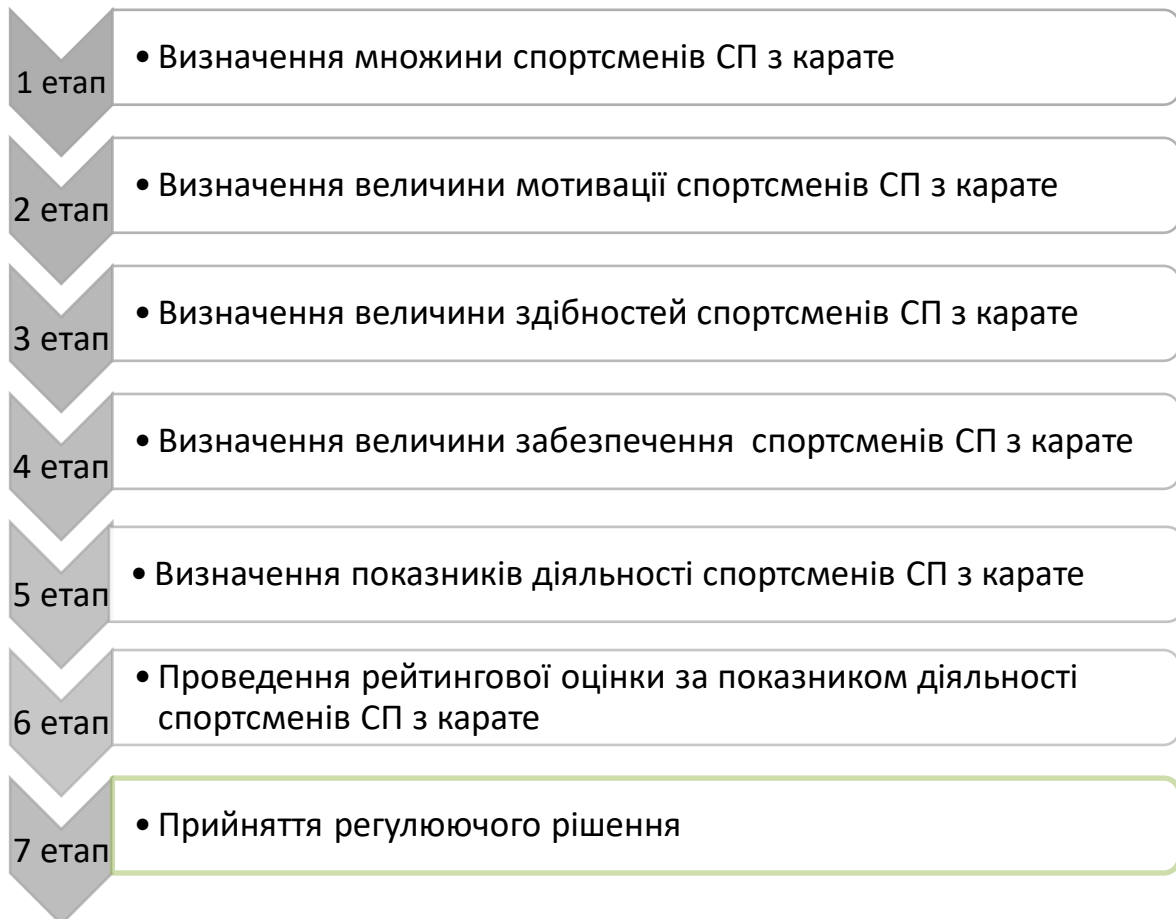 1 етап
• Визначення множини спортсменів СП з карате
2 етап
• Визначення величини мотивації спортсменів СП з карате
3 етап
• Визначення величини здібностей спортсменів СП з карате
4 етап
• Визначення величини забезпечення спортсменів СП з карате
5 етап
• Визначення показників діяльності спортсменів СП з карате
6 етап
• Проведення рейтингової оцінки за показником діяльності
спортсменів СП з карате
7 етап
• Прийняття регулюючого рішення